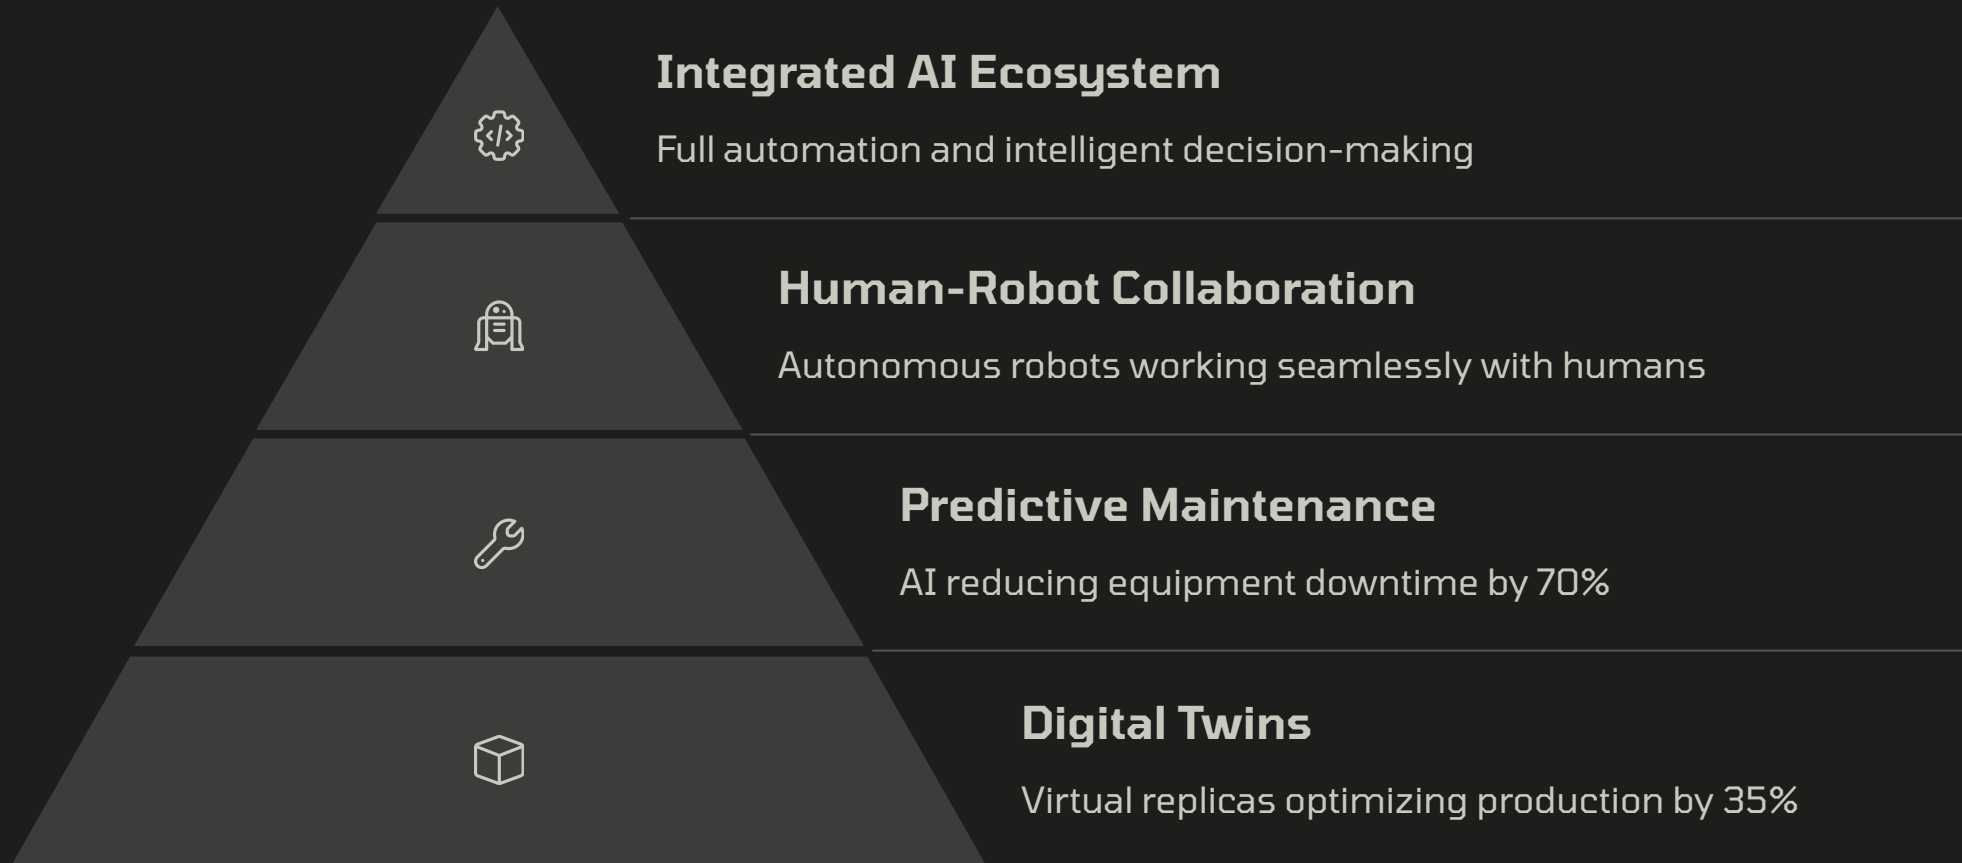 Integrated AI Ecosystem
Full automation and intelligent decision-making
Human-Robot Collaboration
Autonomous robots working seamlessly with humans
Predictive Maintenance
AI reducing equipment downtime by 70%
Digital Twins
Virtual replicas optimizing production by 35%